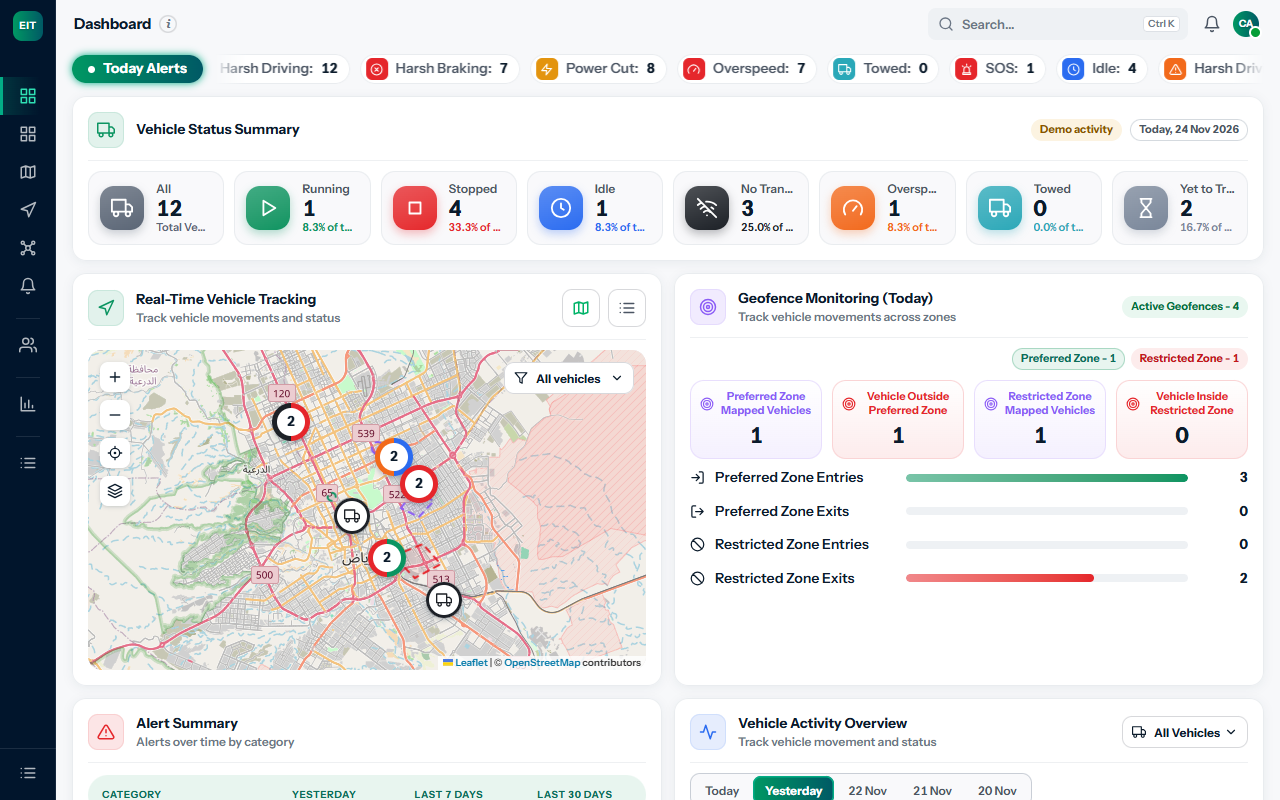 EIT
Dashboard
i
Search...
Ctrl K
CA
Today Alerts
Harsh Driving: 12
Harsh Braking: 7
Power Cut: 8
Overspeed: 7
Towed: 0
SOS: 1
Idle: 4
Harsh Driv
Vehicle Status Summary
Demo activity
Today, 24 Nov 2026
All
12
Total Ve...
Running
1
8.3% of t...
Stopped
4
33.3% of ...
Idle
1
8.3% of t...
No Tran...
3
25.0% of ...
Oversp...
1
8.3% of t...
Towed
0
0.0% of t...
Yet to Tr...
2
16.7% of ...
Real-Time Vehicle Tracking
Track vehicle movements and status
+
−
All vehicles
محافظة
الدرعية
120
2
539
2
الدرعية
2
65
522
2
500
513
Leaflet | © OpenStreetMap contributors
Geofence Monitoring (Today)
Track vehicle movements across zones
Active Geofences - 4
Preferred Zone - 1
Restricted Zone - 1
Preferred Zone
Mapped Vehicles
1
Vehicle Outside
Preferred Zone
1
Restricted Zone
Mapped Vehicles
1
Vehicle Inside
Restricted Zone
0
Preferred Zone Entries 3
Preferred Zone Exits 0
Restricted Zone Entries 0
Restricted Zone Exits 2
Alert Summary
Alerts over time by category
CATEGORY YESTERDAY LAST 7 DAYS LAST 30 DAYS
Vehicle Activity Overview
Track vehicle movement and status
All Vehicles
Today Yesterday 22 Nov 21 Nov 20 Nov